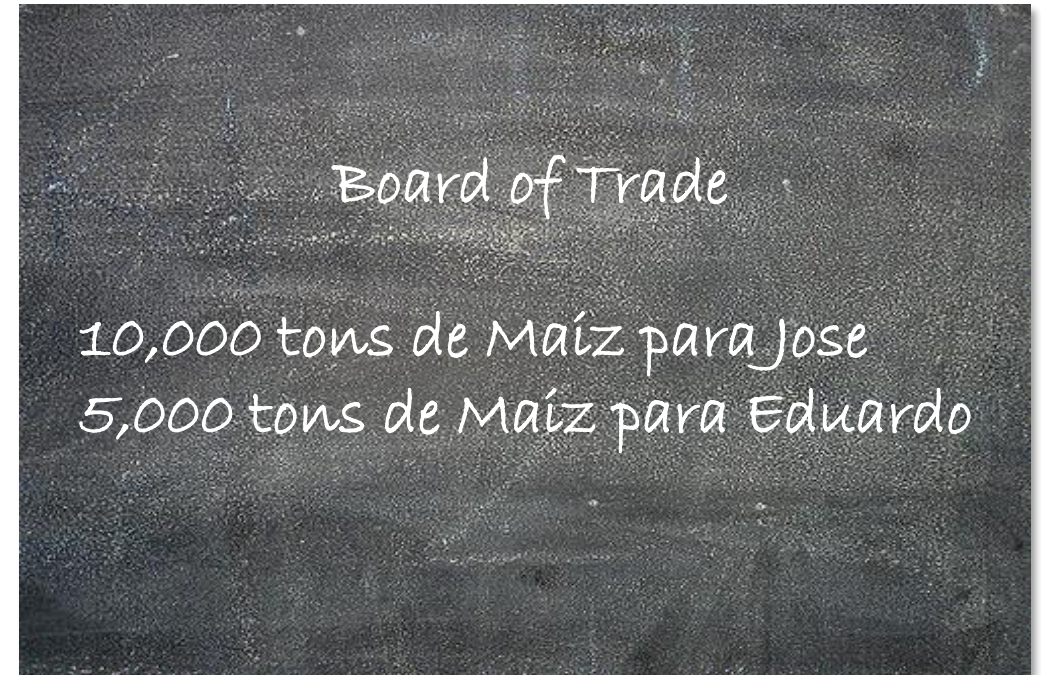 Board of Trade
10,000 tons de Maíz para Jose
5,000 tons de Maíz para Eduardo